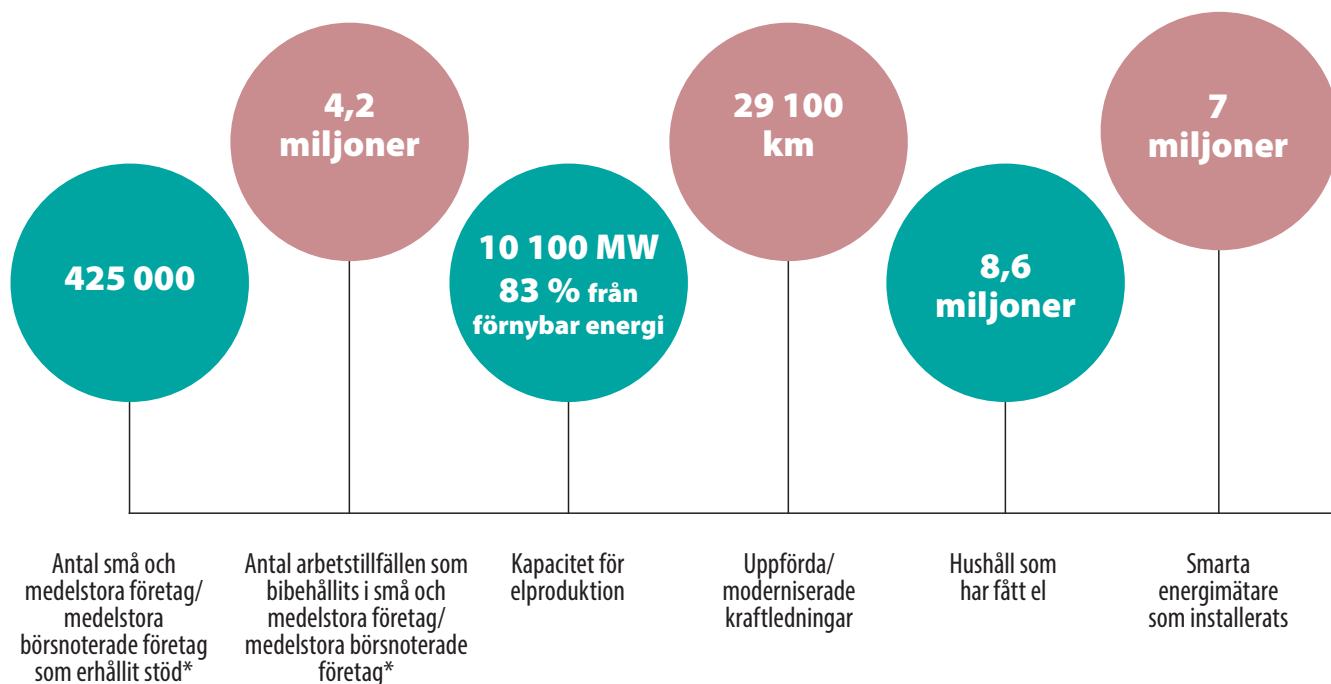 425 000
4,2
miljoner
10 100 MW
83 % från
förnybar energi
29 100
km
8,6
miljoner
7
miljoner
Antal små och
medelstora företag/
medelstora
börsnoterade företag
som erhållit stöd*
Antal arbetstillfällen som
bibehållits i små och
medelstora företag/
medelstora börsnoterade
företag*
Kapacitet för
elproduktion
Uppförda/
moderniserade
kraftledningar
Hushåll som
har fått el
Smarta
energimätare
som installerats